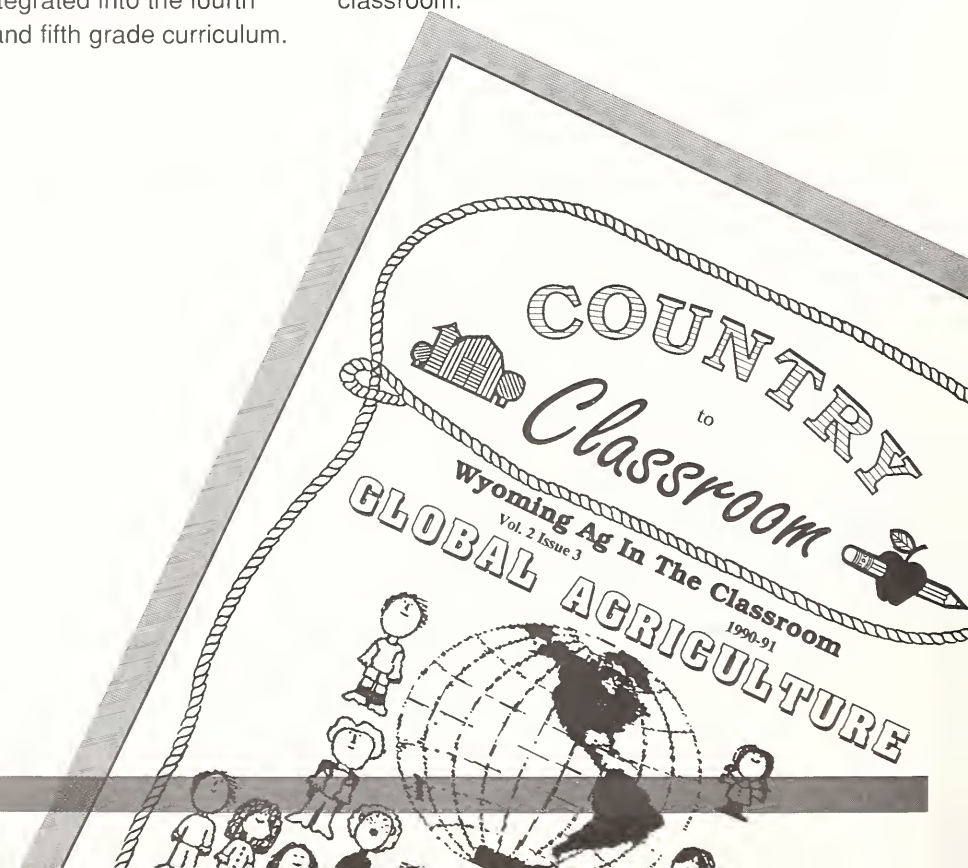 into the fourth
and fifth grade curriculum.
classroom.
COUNTRY
to
Classroom
Wyoming Ag In The Classroom
Vol. 2 Issue 3
1990-91
GLOBAL AGRICULTURE